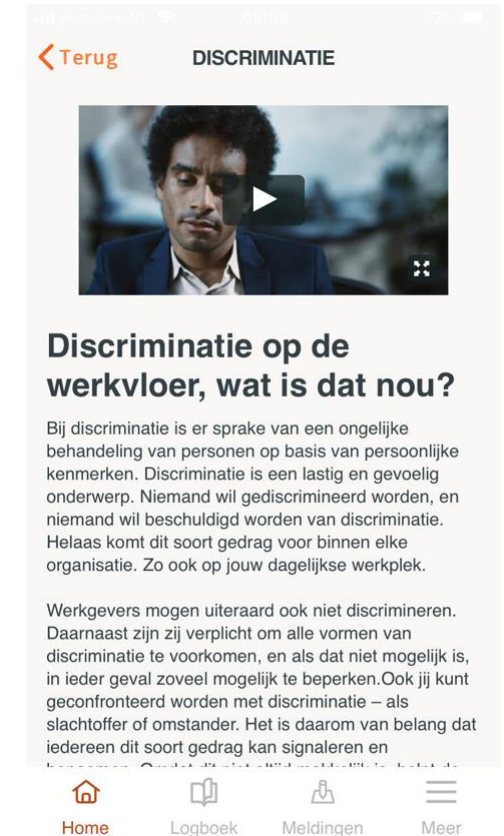 Terug
DISCRIMINATIE
Discriminatie op de
werkvloer, wat is dat nou?
Bij discriminatie is er sprake van een ongelijke
behandeling van personen op basis van persoonlijke
kenmerken. Discriminatie is een lastig en gevoelig
onderwerp. Niemand wil gediscrimineerd worden, en
niemand wil beschuldigd worden van discriminatie.
Helaas komt dit soort gedrag voor binnen elke
organisatie. Zo ook op jouw dagelijkse werkplek.
Werkgevers mogen uiteraard ook niet discrimineren.
Daarnaast zijn zij verplicht om alle vormen van
discriminatie te voorkomen, en als dat niet mogelijk is,
in ieder geval zoveel mogelijk te beperken.Ook jij kunt
geconfronteerd worden met discriminatie – als
slachtoffer of omstander. Het is daarom van belang dat
iedereen dit soort gedrag kan signaleren en
Home
Logboek
Meldingen
Meer